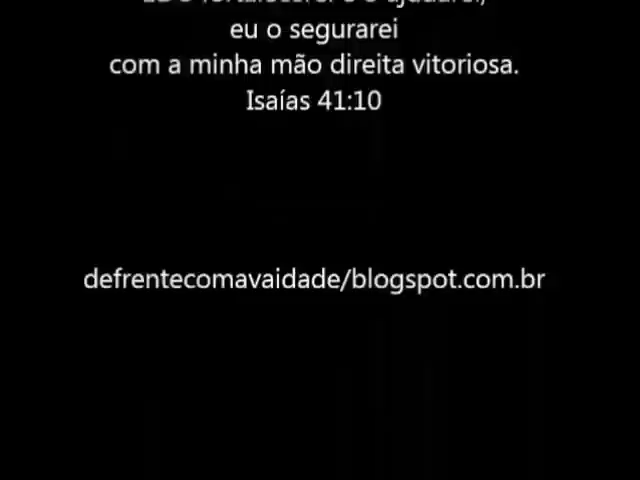 eu o segurarei
com a minha mão direita vitoriosa.
Isaías 41:10
defrentecomavaidade/blogspot.com.br